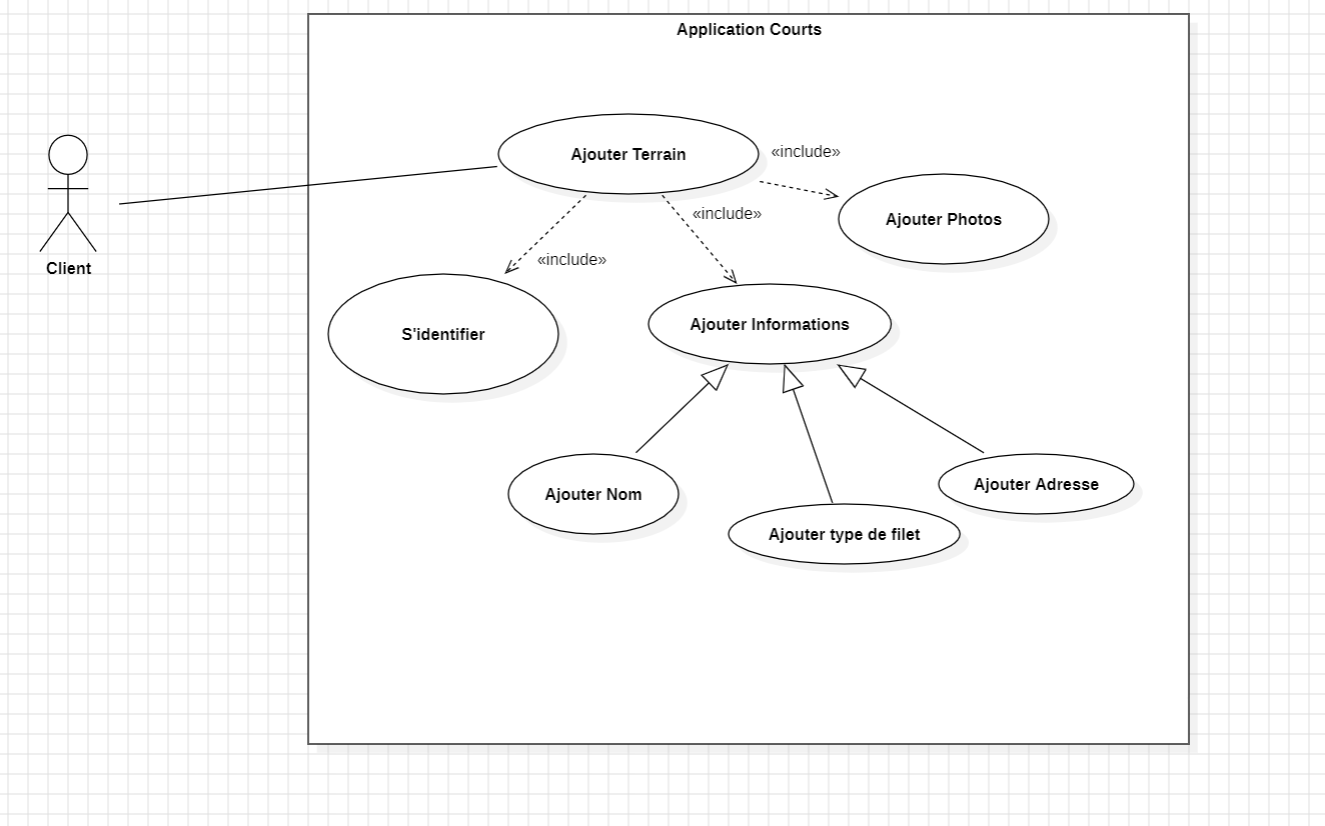 Application Courts
Ajouter Terrain
«include»
Ajouter Photos
«include»
«include»
Client
S'identifier
Ajouter Informations
Ajouter Nom
Ajouter Adresse
Ajouter type de filet